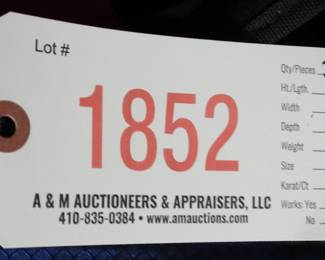 Lot #
1852
A & M AUCTIONEERS & APPRAISERS, LLC
410-835-0384 • www.amauctions.com
Qty/Pieces
Ht./Lgth.
Width
Depth
Weight
Size
Karat/Ct
Works: Yes
No